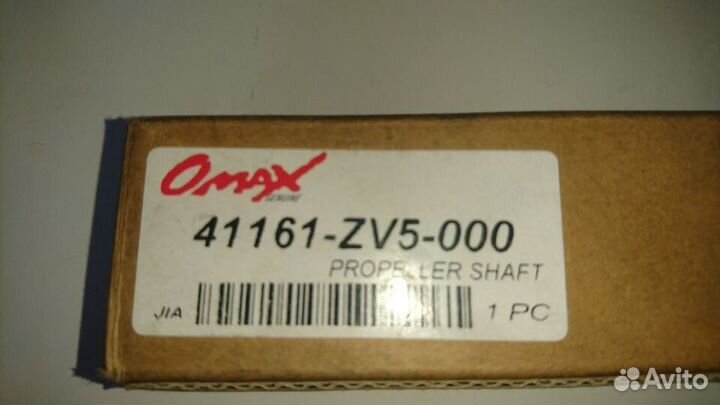 OMAX
GENUINE
41161-ZV5-000
PROPELLER SHAFT
JIA
1 PC
Avito